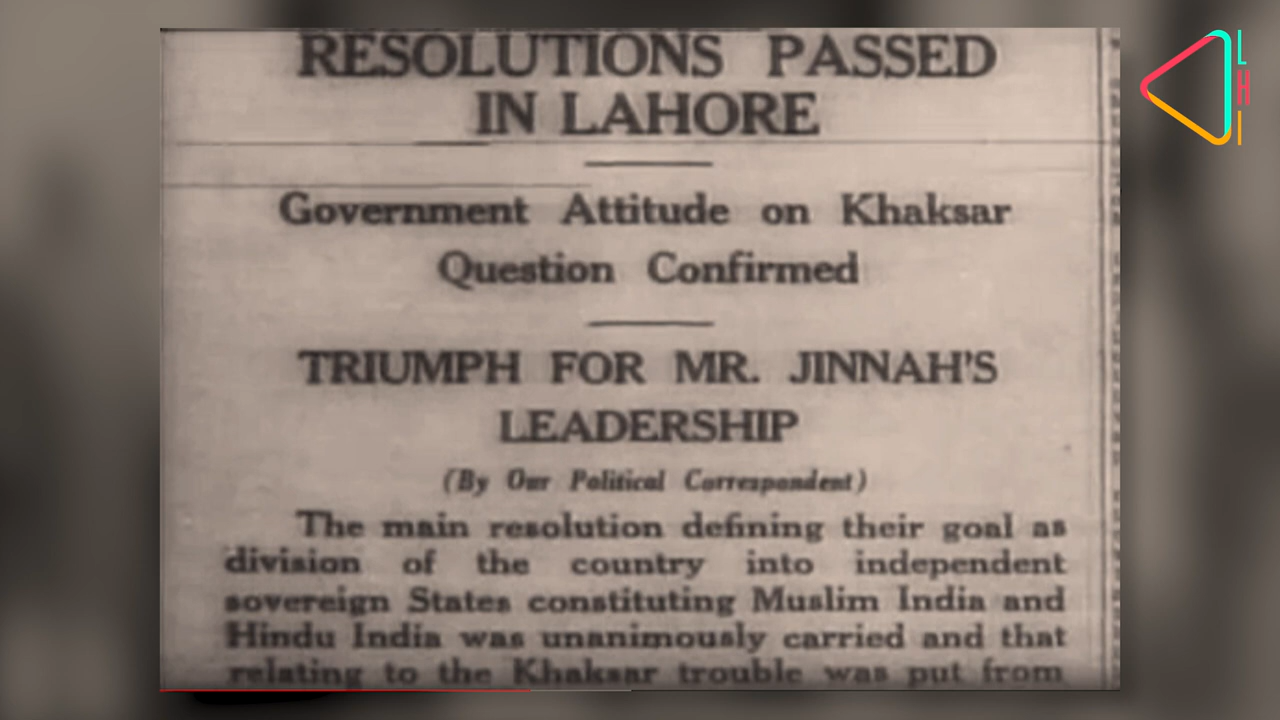 RESOLUTIONS PASSED
IN LAHORE
Government Attitude on Khaksar
Question Confirmed
TRIUMPH FOR MR. JINNAH'S
LEADERSHIP
(By Our Political Correspondent)
The main resolution defining their goal as
division of the country into independent
sovereign States constituting Muslim India and
Hindu India was unanimously carried and that
relating to the Khaksar trouble was put from
LHI